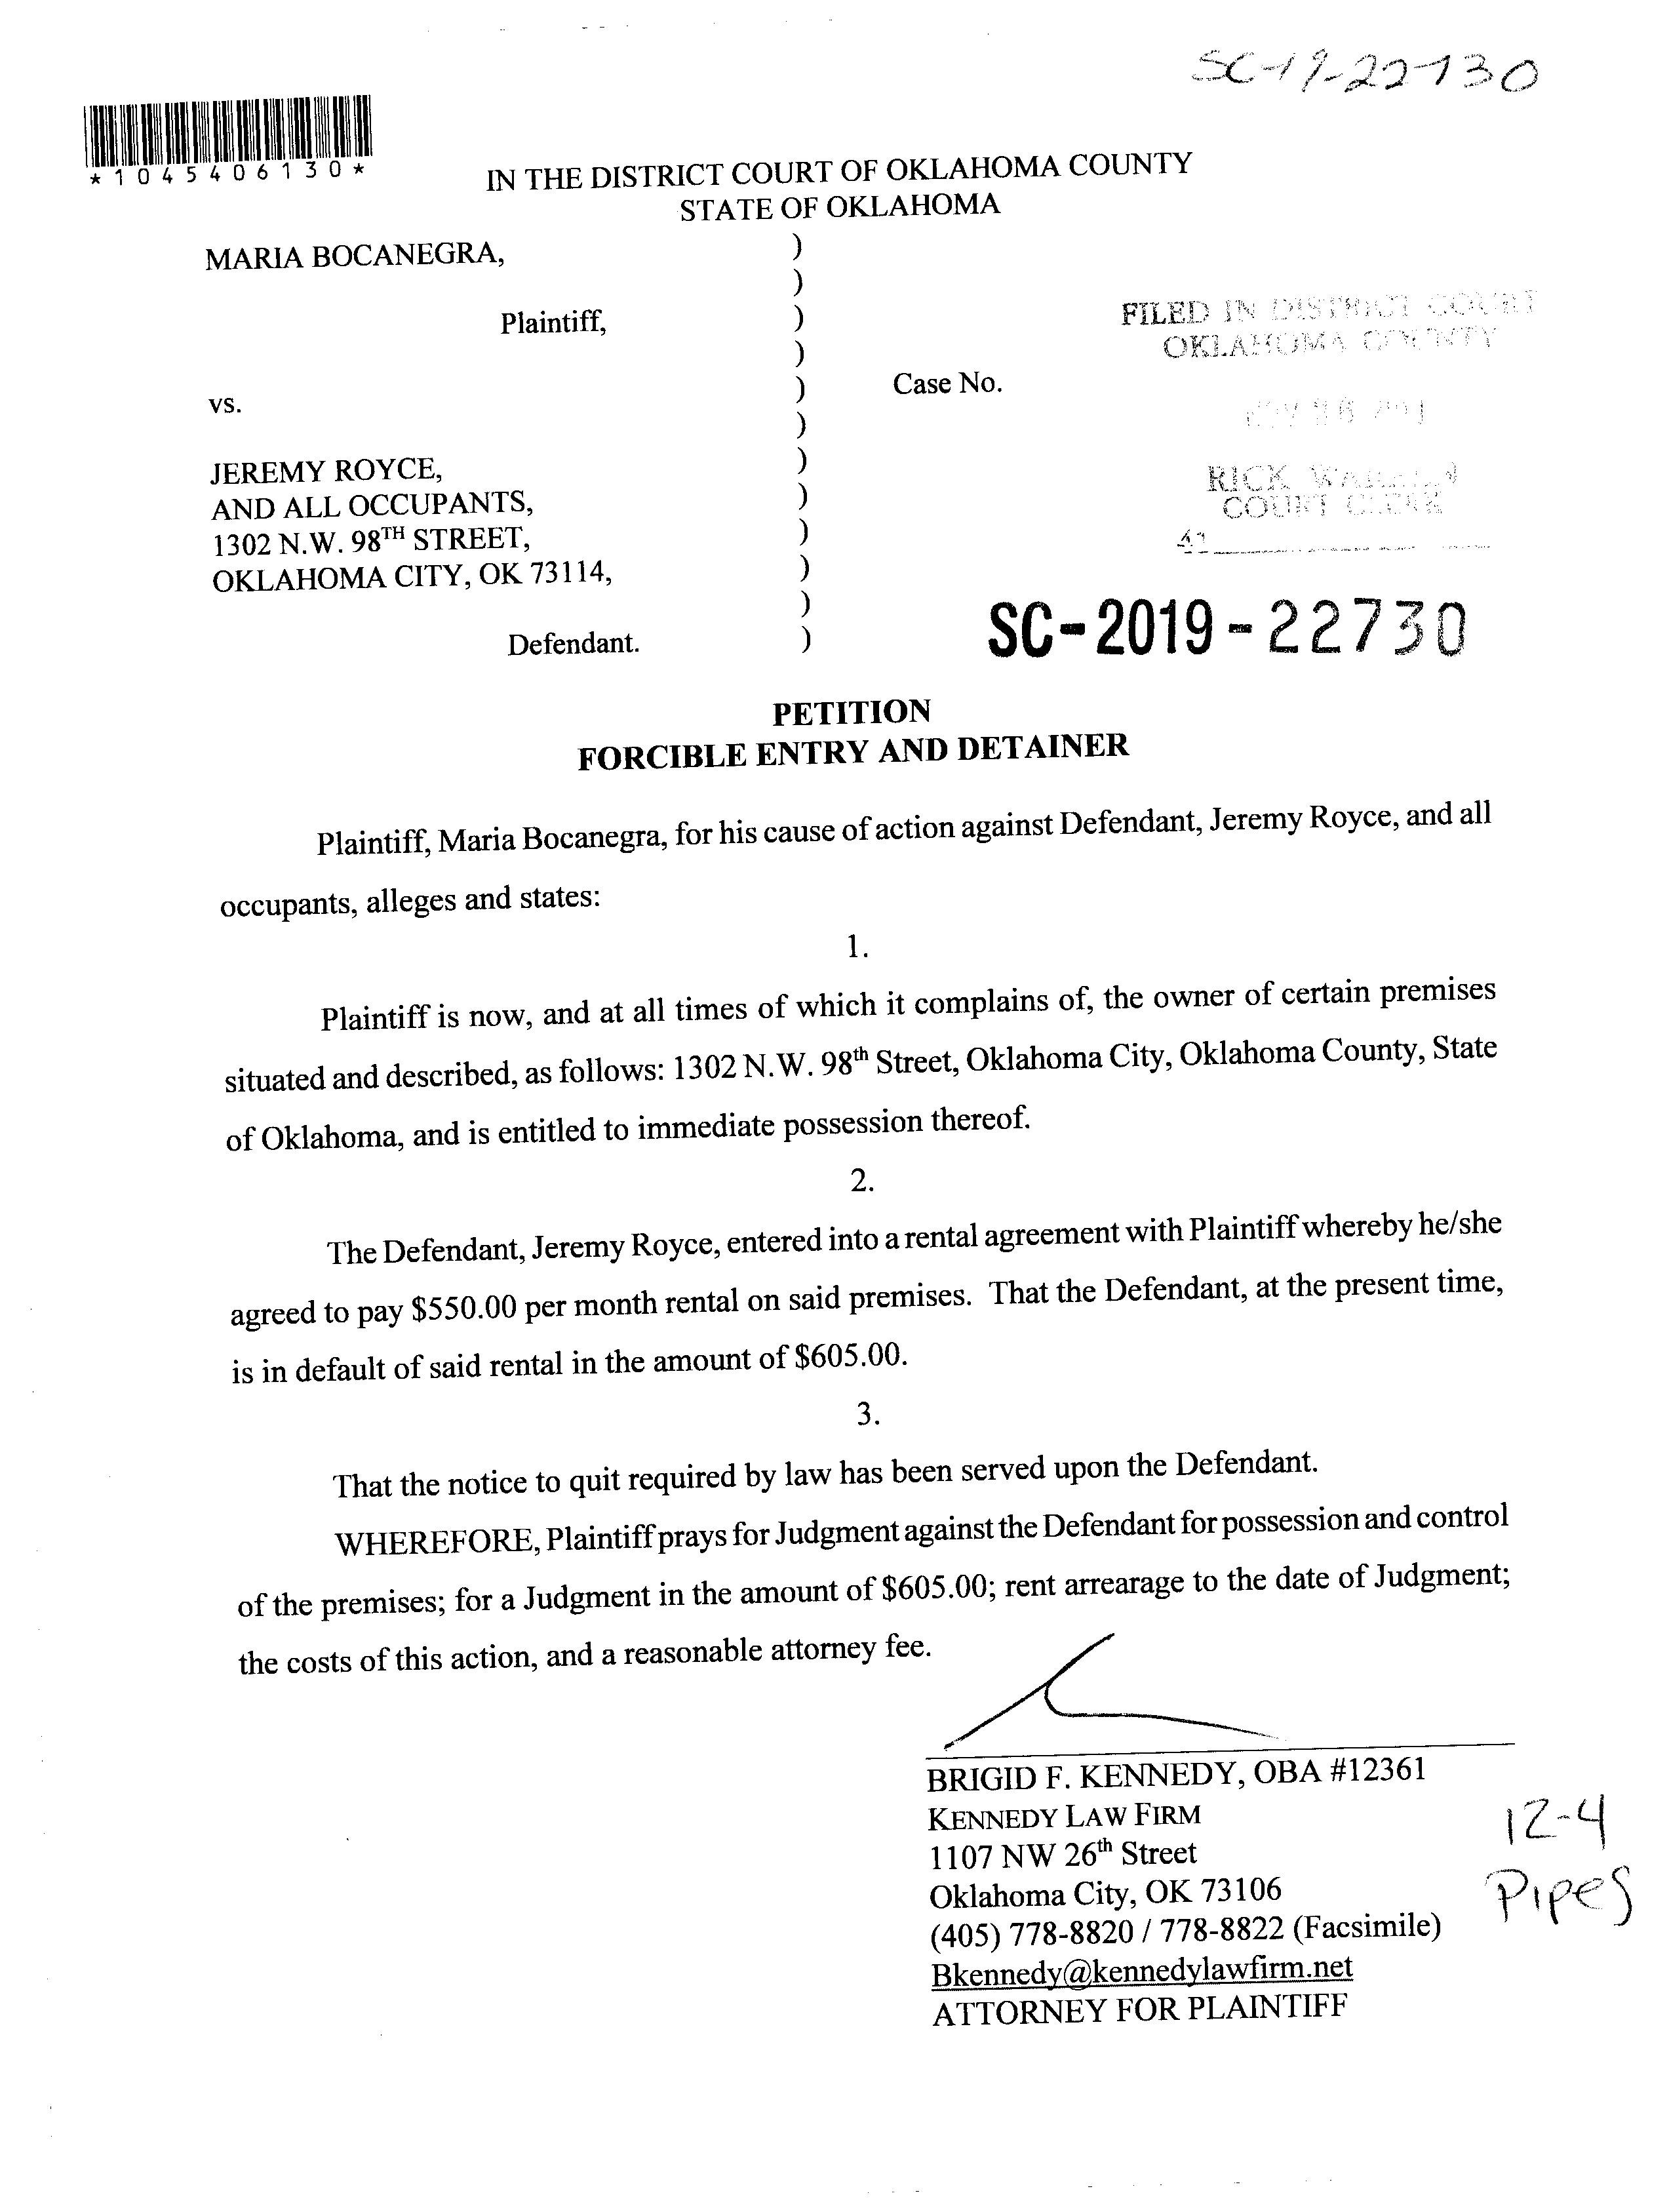 SC-19-22730
*1045406130*
IN THE DISTRICT COURT OF OKLAHOMA COUNTY
STATE OF OKLAHOMA
MARIA BOCANEGRA, )
)
Plaintiff, )
)
vs. ) Case No.
)
JEREMY ROYCE, )
AND ALL OCCUPANTS, )
1302 N.W. 98TH STREET, )
OKLAHOMA CITY, OK 73114, )
)
Defendant. )
FILED IN DISTRICT COURT
OKLAHOMA COUNTY
RICK WARREN
COURT CLERK
SC-2019-22730
PETITION
FORCIBLE ENTRY AND DETAINER
Plaintiff, Maria Bocanegra, for his cause of action against Defendant, Jeremy Royce, and all
occupants, alleges and states:
1.
Plaintiff is now, and at all times of which it complains of, the owner of certain premises
situated and described, as follows: 1302 N.W. 98th Street, Oklahoma City, Oklahoma County, State
of Oklahoma, and is entitled to immediate possession thereof.
2.
The Defendant, Jeremy Royce, entered into a rental agreement with Plaintiff whereby he/she
agreed to pay $550.00 per month rental on said premises. That the Defendant, at the present time,
is in default of said rental in the amount of $605.00.
3.
That the notice to quit required by law has been served upon the Defendant.
WHEREFORE, Plaintiff prays for Judgment against the Defendant for possession and control
of the premises; for a Judgment in the amount of $605.00; rent arrearage to the date of Judgment;
the costs of this action, and a reasonable attorney fee.
BRIGID F. KENNEDY, OBA #12361
KENNEDY LAW FIRM
1107 NW 26th Street
Oklahoma City, OK 73106
(405) 778-8820 / 778-8822 (Facsimile)
Bkennedy@kennedylawfirm.net
ATTORNEY FOR PLAINTIFF
12-4
Pipes